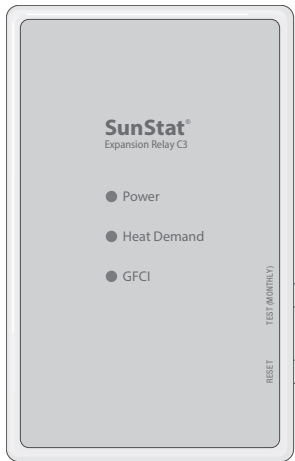 SunStat®
Expansion Relay C3
Power
Heat Demand
GFCI
TEST (MONTHLY)
RESET